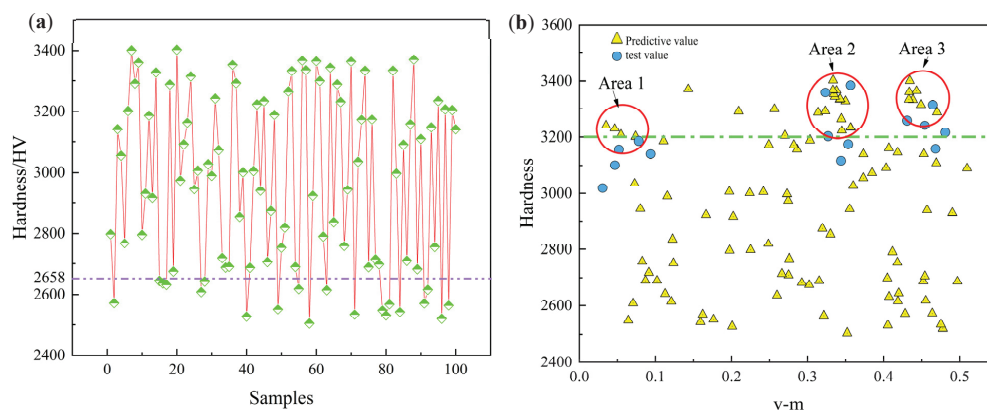 (a)
Hardness/HV
3400
3200
3000
2800
2658
2600
2400
0 20 40 60 80 100
Samples
(b)
Hardness
3600
3400
3200
3000
2800
2600
2400
Predictive value
test value
Area 1
Area 2
Area 3
0.0 0.1 0.2 0.3 0.4 0.5
v-m